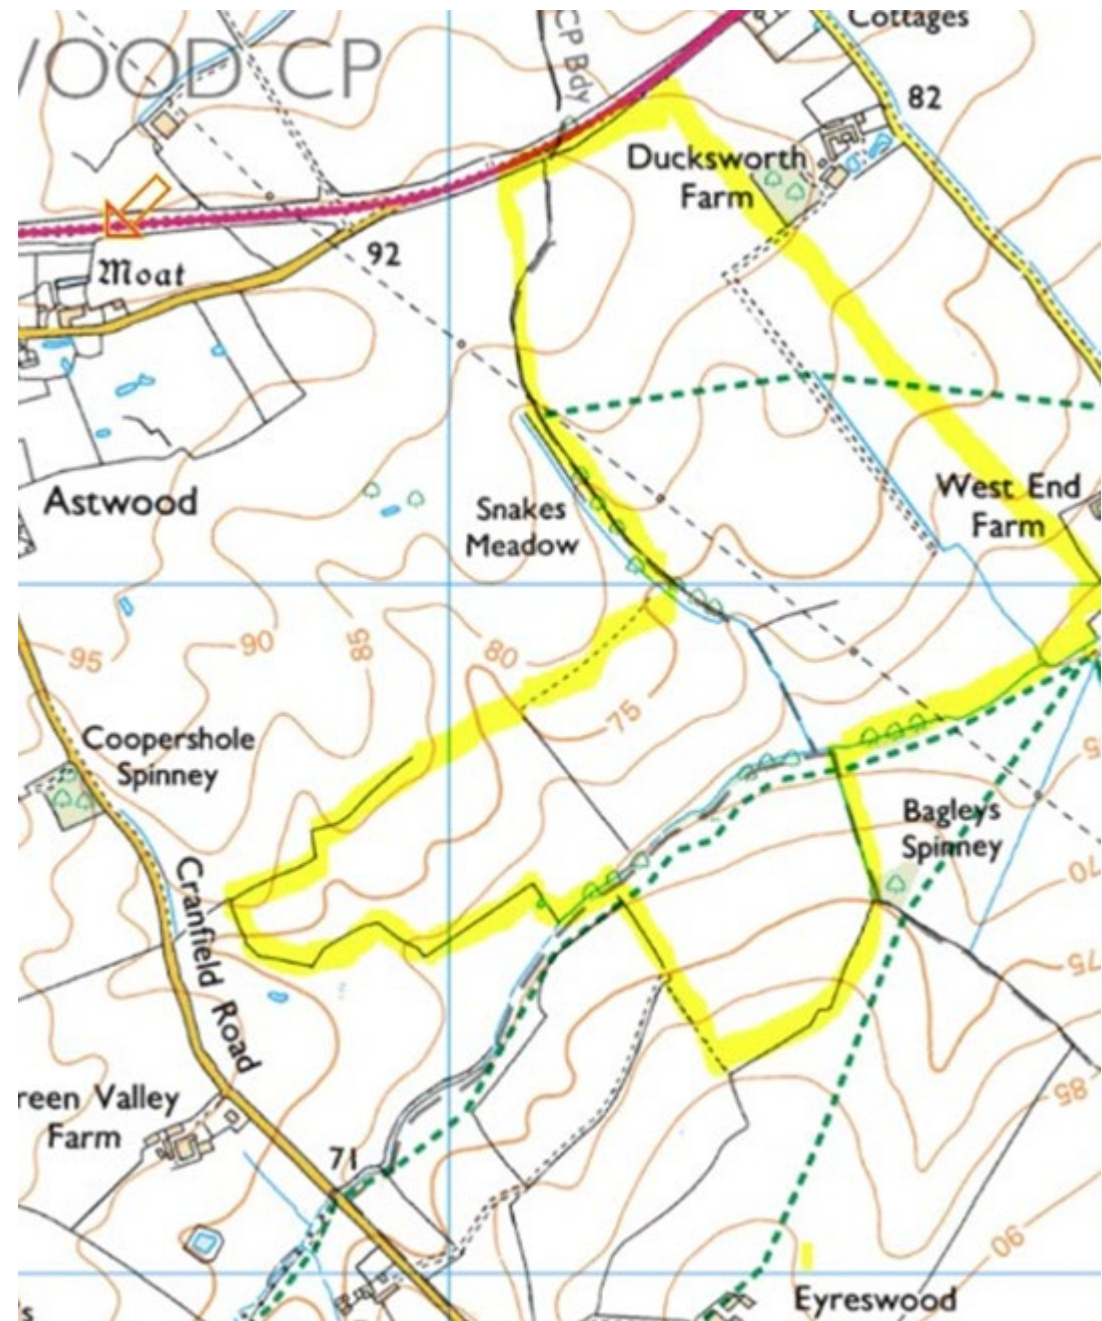 Cottages
WOOD CP
CP Bdy
82
Ducksworth
Farm
92
Moat
Snakes
Meadow
West End
Farm
Astwood
95
90
85
80
75
Coopershole
Spinney
Cranfield Road
Bagleys
Spinney
70
75
85
reen Valley
Farm
71
90
Eyreswood